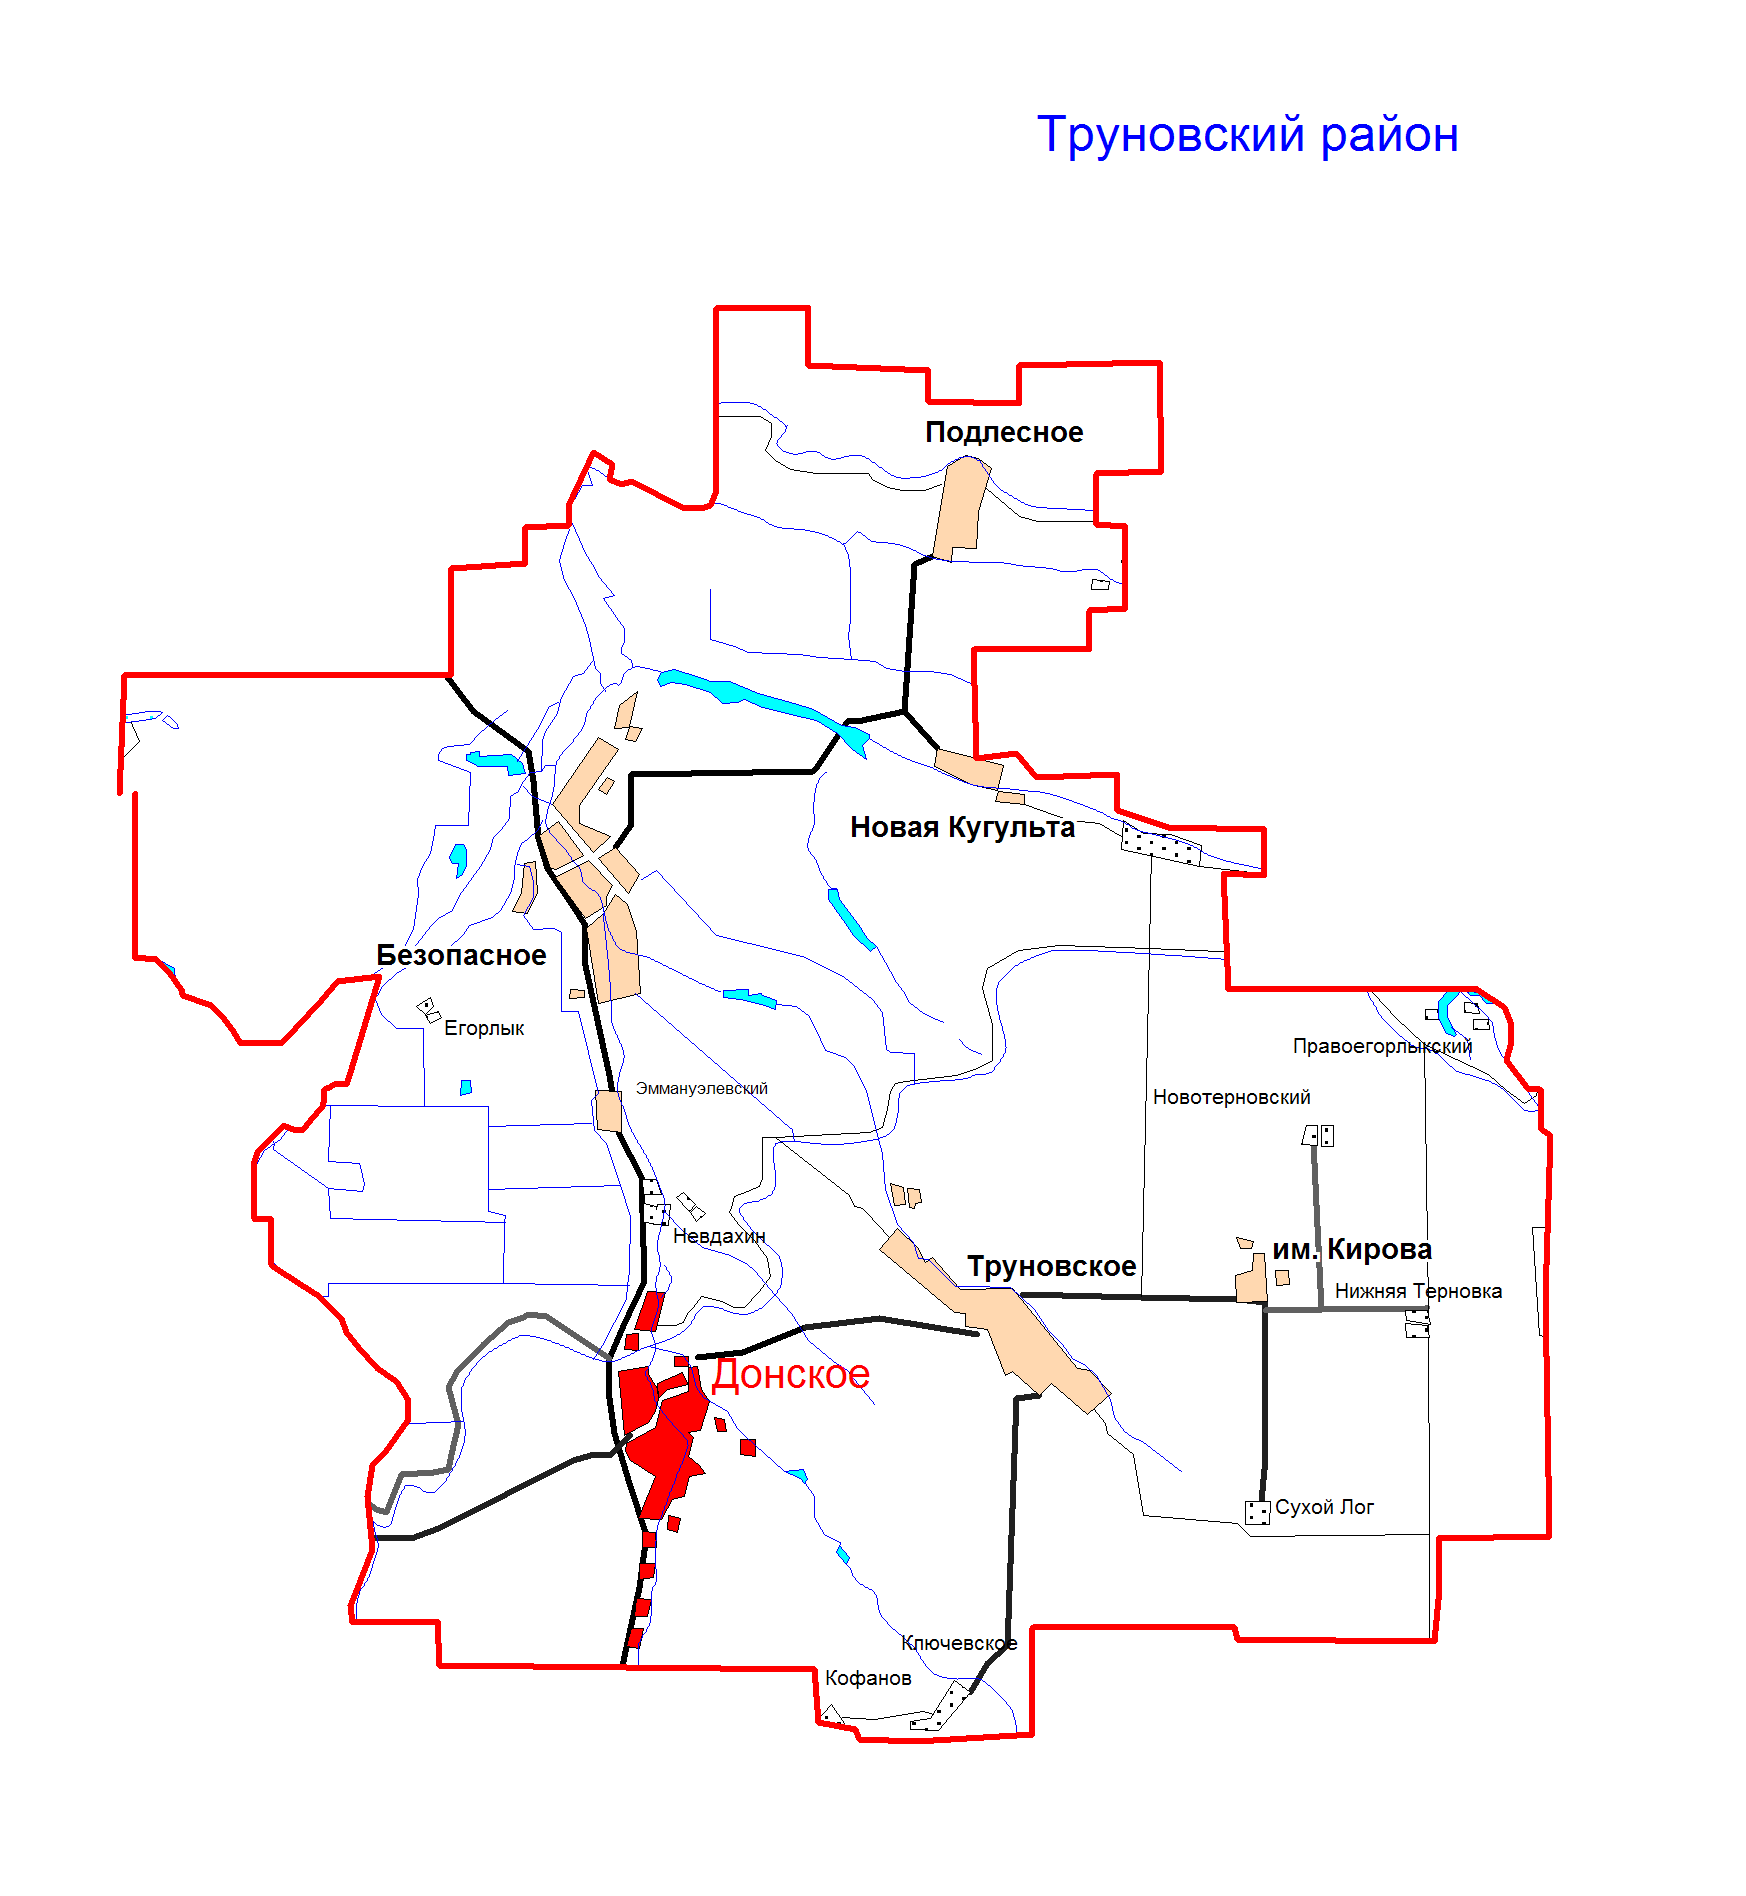 Труновский район
Подлесное
Новая Кугульта
Безопасное
Егорлык
Правоегорлыкский
Эммануэлевский
Новотерновский
Невдахин
им. Кирова
Труновское
Нижняя Терновка
Донское
Сухой Лог
Ключевское
Кофанов